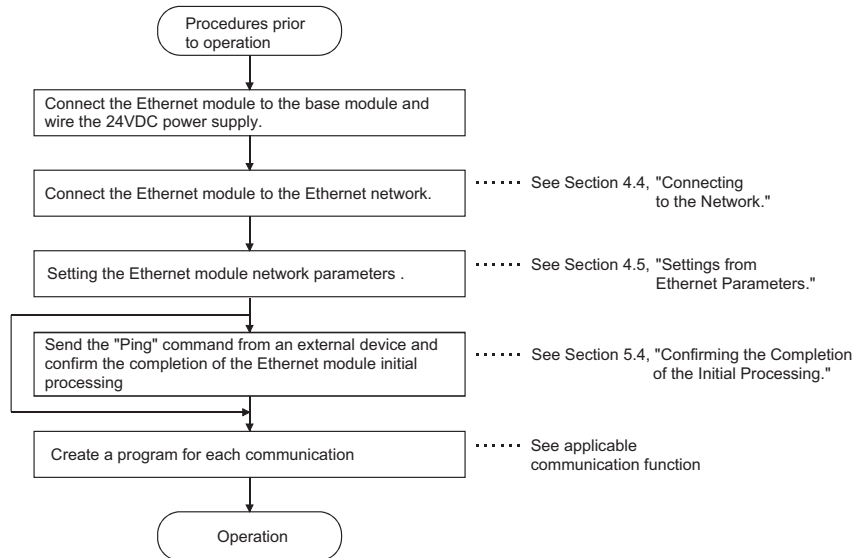 Procedures prior
to operation
Connect the Ethernet module to the base module and
wire the 24VDC power supply.
Connect the Ethernet module to the Ethernet network.
See Section 4.4, "Connecting
to the Network."
Setting the Ethernet module network parameters .
See Section 4.5, "Settings from
Ethernet Parameters."
Send the "Ping" command from an external device and
confirm the completion of the Ethernet module initial
processing
See Section 5.4, "Confirming the Completion
of the Initial Processing."
Create a program for each communication
See applicable
communication function
Operation